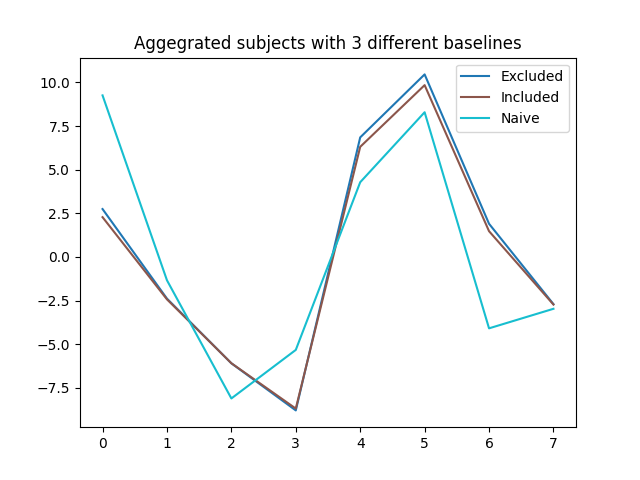 Aggegrated subjects with 3 different baselines
10.0
7.5
5.0
2.5
0.0
−2.5
−5.0
−7.5
Excluded
Included
Naive
0 1 2 3 4 5 6 7